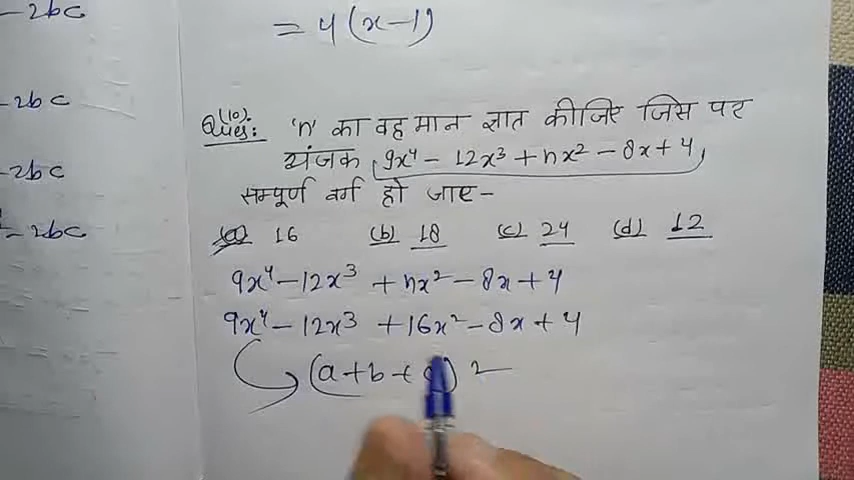 - 2bc
= 4(x-1)
- 2bc
Ques:(10). 'n' का वह मान ज्ञात कीजिए जिस पर
व्यंजक 9x⁴ - 12x³ + nx² - 8x + 4
- 2bc
सम्पूर्ण वर्ग हो जाए -
- 2bc
(a) 16 (b) 18 (c) 24 (d) 12
9x⁴ - 12x³ + nx² - 8x + 4
9x⁴ - 12x³ + 16x² - 8x + 4
(a + b + c)²